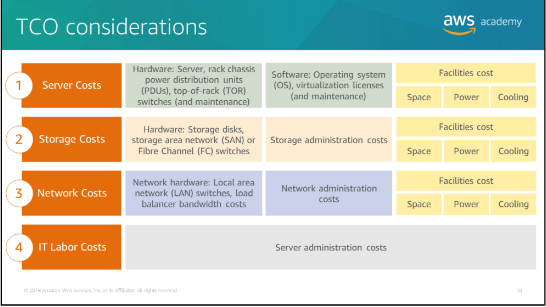 TCO considerations
aws academy
1
Server Costs
Hardware: Server, rack chassis
power distribution units
(PDUs), top-of-rack (TOR)
switches (and maintenance)
Software: Operating system
(OS), virtualization licenses
(and maintenance)
Facilities cost
Space
Power
Cooling
2
Storage Costs
Hardware: Storage disks,
storage area network (SAN) or
Fibre Channel (FC) switches
Storage administration costs
Facilities cost
Space
Power
Cooling
3
Network Costs
Network hardware: Local area
network (LAN) switches, load
balancer bandwidth costs
Network administration
costs
Facilities cost
Space
Power
Cooling
4
IT Labor Costs
Server administration costs
Amazon Web Services, Inc. or its Affiliates. All rights reserved.